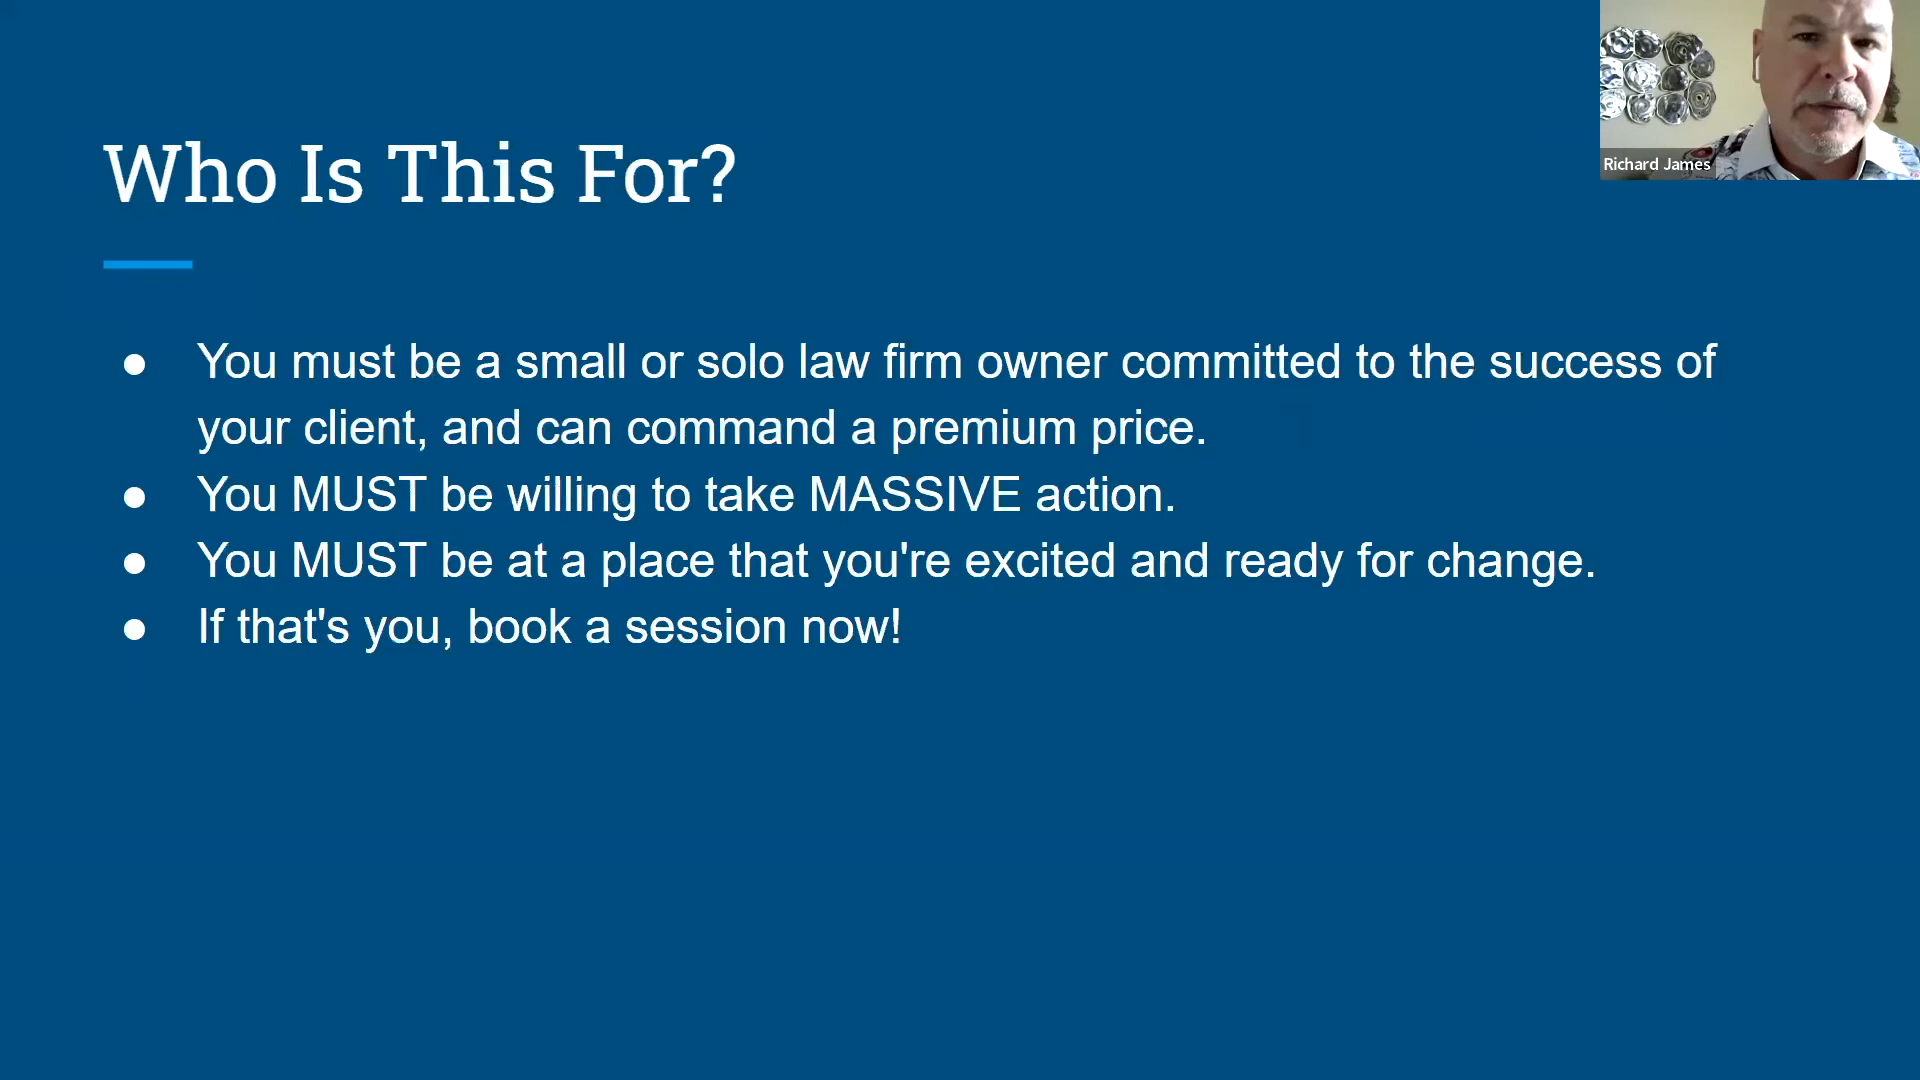 Who Is This For?
Richard James
● You must be a small or solo law firm owner committed to the success of
your client, and can command a premium price.
● You MUST be willing to take MASSIVE action.
● You MUST be at a place that you're excited and ready for change.
● If that's you, book a session now!